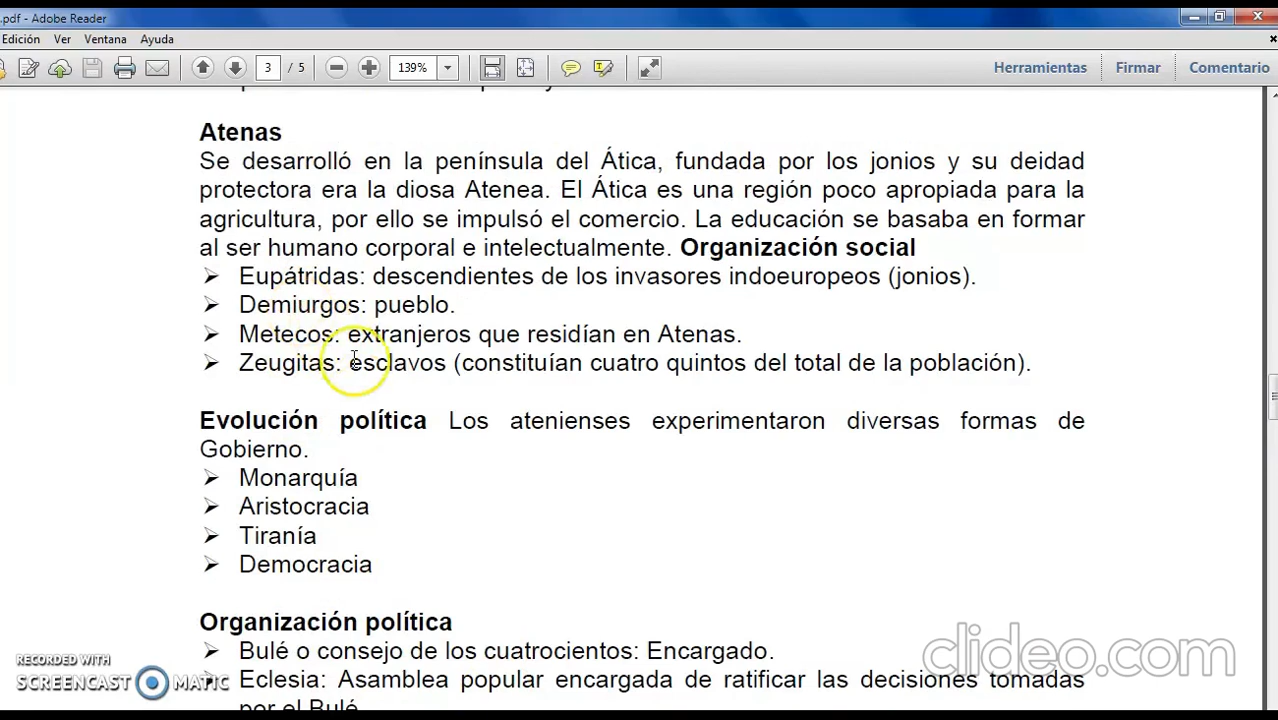 .pdf - Adobe Reader
Edición Ver Ventana Ayuda
3 / 5 139% Herramientas Firmar Comentario
Atenas
Se desarrolló en la península del Ática, fundada por los jonios y su deidad
protectora era la diosa Atenea. El Ática es una región poco apropiada para la
agricultura, por ello se impulsó el comercio. La educación se basaba en formar
al ser humano corporal e intelectualmente. Organización social
➢ Eupátridas: descendientes de los invasores indoeuropeos (jonios).
➢ Demiurgos: pueblo.
➢ Metecos: extranjeros que residían en Atenas.
➢ Zeugitas: esclavos (constituían cuatro quintos del total de la población).
Evolución política Los atenienses experimentaron diversas formas de
Gobierno.
➢ Monarquía
➢ Aristocracia
➢ Tiranía
➢ Democracia
Organización política
➢ Bulé o consejo de los cuatrocientos: Encargado.
➢ Eclesia: Asamblea popular encargada de ratificar las decisiones tomadas
por el Bulé
clideo.com
RECORDED WITH
SCREENCAST MATIC